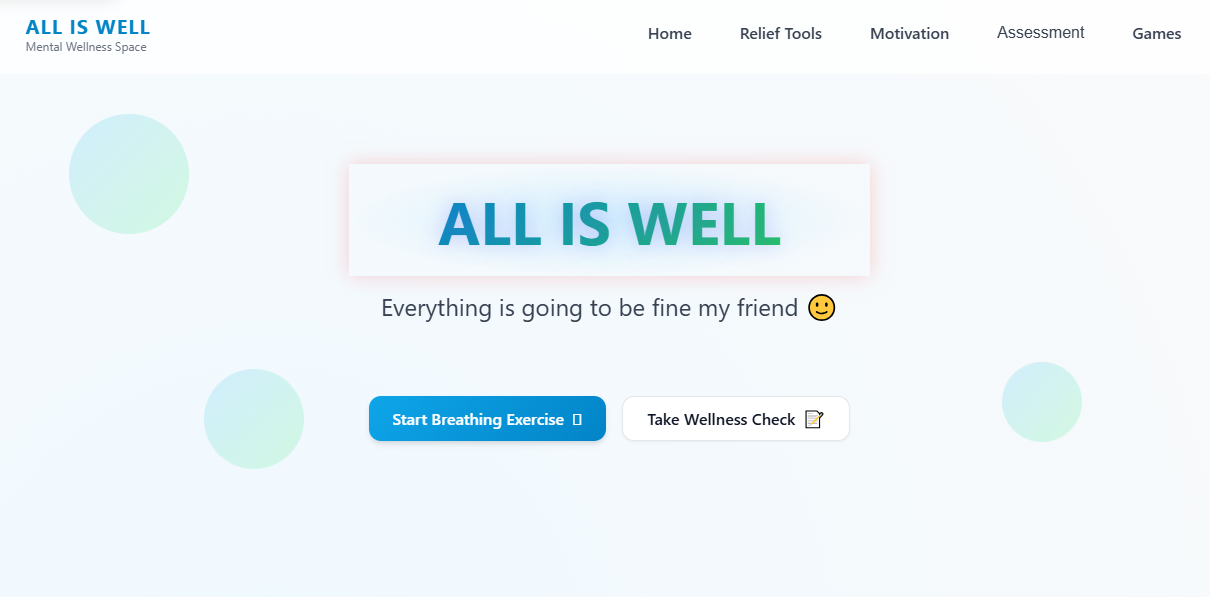 ALL IS WELL
Mental Wellness Space
Home Relief Tools Motivation Assessment Games
ALL IS WELL
Everything is going to be fine my friend 🙂
Start Breathing Exercise
Take Wellness Check 📝